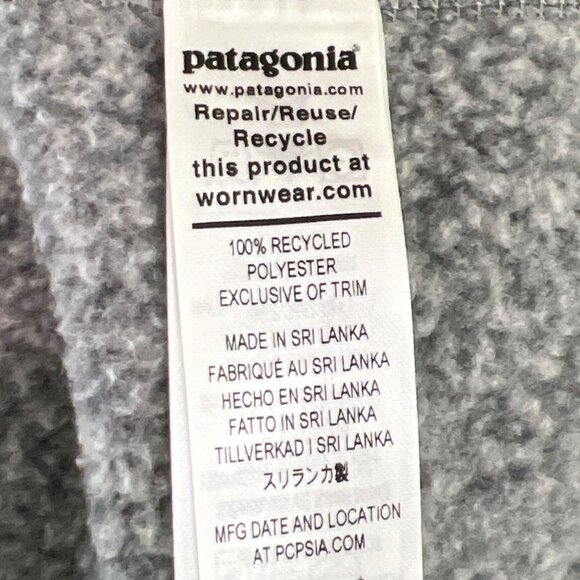 patagonia®
www.patagonia.com
Repair/Reuse/
Recycle
this product at
wornwear.com
100% RECYCLED
POLYESTER
EXCLUSIVE OF TRIM
MADE IN SRI LANKA
FABRIQUÉ AU SRI LANKA
HECHO EN SRI LANKA
FATTO IN SRI LANKA
TILLVERKAD I SRI LANKA
スリランカ製
MFG DATE AND LOCATION
AT PCPSIA.COM